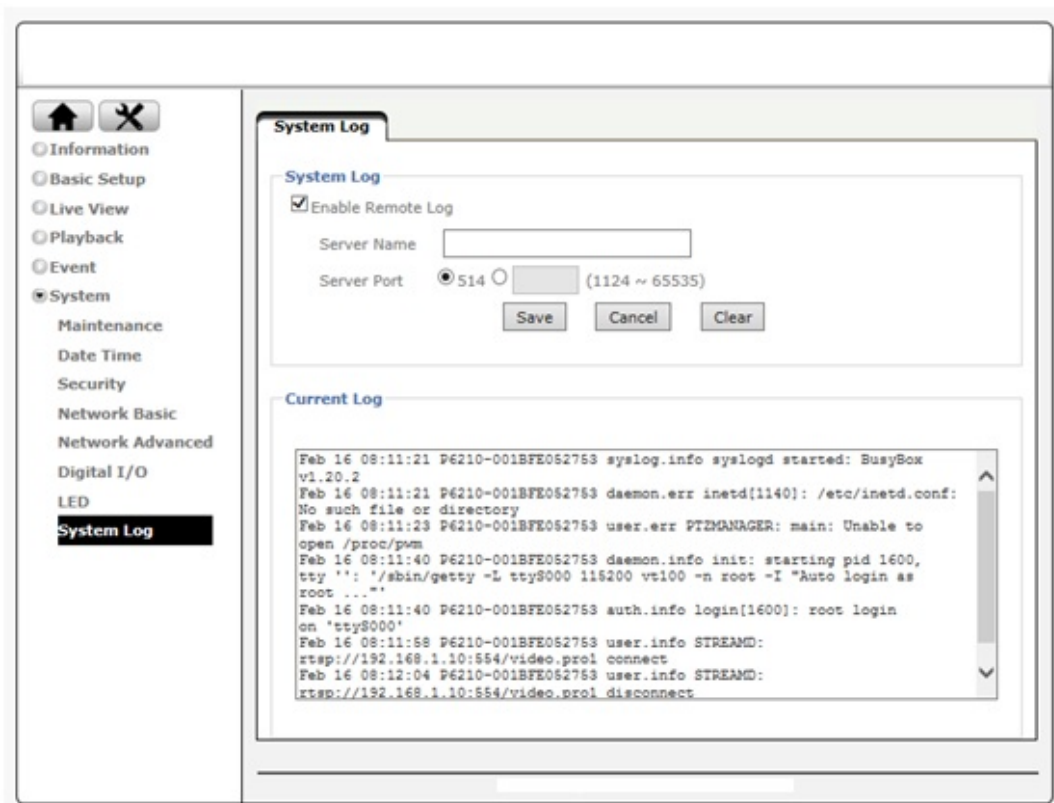 Information
Basic Setup
Live View
Playback
Event
System
Maintenance
Date Time
Security
Network Basic
Network Advanced
Digital I/O
LED
System Log
System Log
System Log
Enable Remote Log
Server Name
Server Port 514 (1124 ~ 65535)
Save Cancel Clear
Current Log
Feb 16 08:11:21 P6210-001BFE052753 syslog.info syslogd started: BusyBox
v1.20.2
Feb 16 08:11:21 P6210-001BFE052753 daemon.err inetd[1140]: /etc/inetd.conf:
No such file or directory
Feb 16 08:11:23 P6210-001BFE052753 user.err PTZMANAGER: main: Unable to
open /proc/pwm
Feb 16 08:11:40 P6210-001BFE052753 daemon.info init: starting pid 1600,
tty '': '/sbin/getty -L ttyS000 115200 vt100 -n root -I "Auto login as
root ..."'
Feb 16 08:11:40 P6210-001BFE052753 auth.info login[1600]: root login
on 'ttyS000'
Feb 16 08:11:58 P6210-001BFE052753 user.info STREAMD:
rtsp://192.168.1.10:554/video.pro1 connect
Feb 16 08:12:04 P6210-001BFE052753 user.info STREAMD:
rtsp://192.168.1.10:554/video.pro1 disconnect